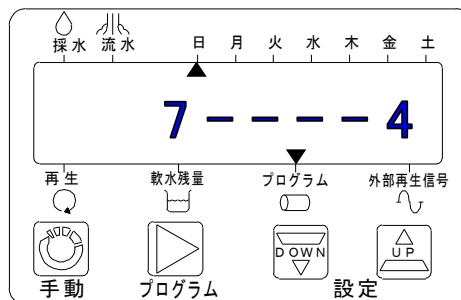 採水 流水 日 月 火 水 木 金 土
7 - - - - 4
再生 軟水残量 プログラム 外部再生信号
DOWN UP
手動 プログラム 設定